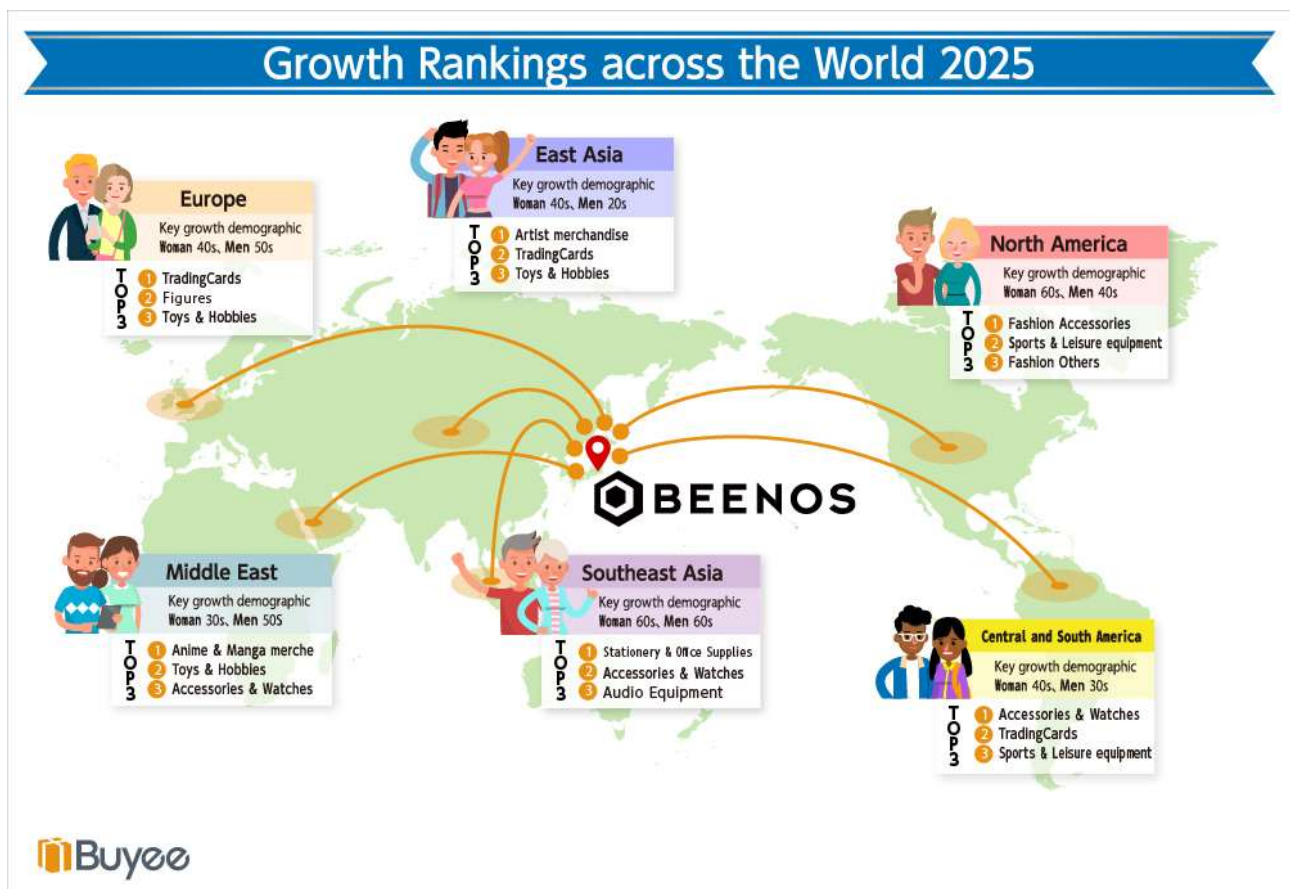 Growth Rankings across the World 2025
Europe
Key growth demographic
Woman 40s、Men 50s
TOP3
1 TradingCards
2 Figures
3 Toys & Hobbies
East Asia
Key growth demographic
Woman 40s、Men 20s
TOP3
1 Artist merchandise
2 TradingCards
3 Toys & Hobbies
North America
Key growth demographic
Woman 60s、Men 40s
TOP3
1 Fashion Accessories
2 Sports & Leisure equipment
3 Fashion Others
BEENOS
Middle East
Key growth demographic
Woman 30s、Men 50S
TOP3
1 Anime & Manga merche
2 Toys & Hobbies
3 Accessories & Watches
Southeast Asia
Key growth demographic
Woman 60s、Men 60s
TOP3
1 Stationery & Office Supplies
2 Accessories & Watches
3 Audio Equipment
Central and South America
Key growth demographic
Woman 40s、Men 30s
TOP3
1 Accessories & Watches
2 TradingCards
3 Sports & Leisure equipment
Buyee